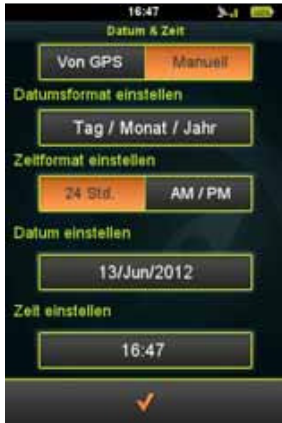 16:47
Datum & Zeit
Von GPS Manuell
Datumsformat einstellen
Tag / Monat / Jahr
Zeitformat einstellen
24 Std. AM / PM
Datum einstellen
13/Jun/2012
Zeit einstellen
16:47